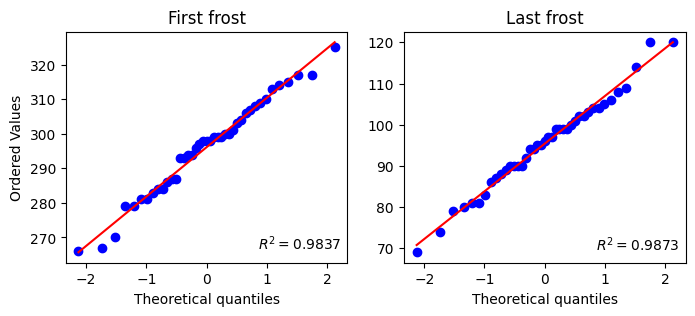 First frost
Last frost
Ordered Values
320
310
300
290
280
270
120
110
100
90
80
70
R² = 0.9837
R² = 0.9873
−2 −1 0 1 2
−2 −1 0 1 2
Theoretical quantiles
Theoretical quantiles